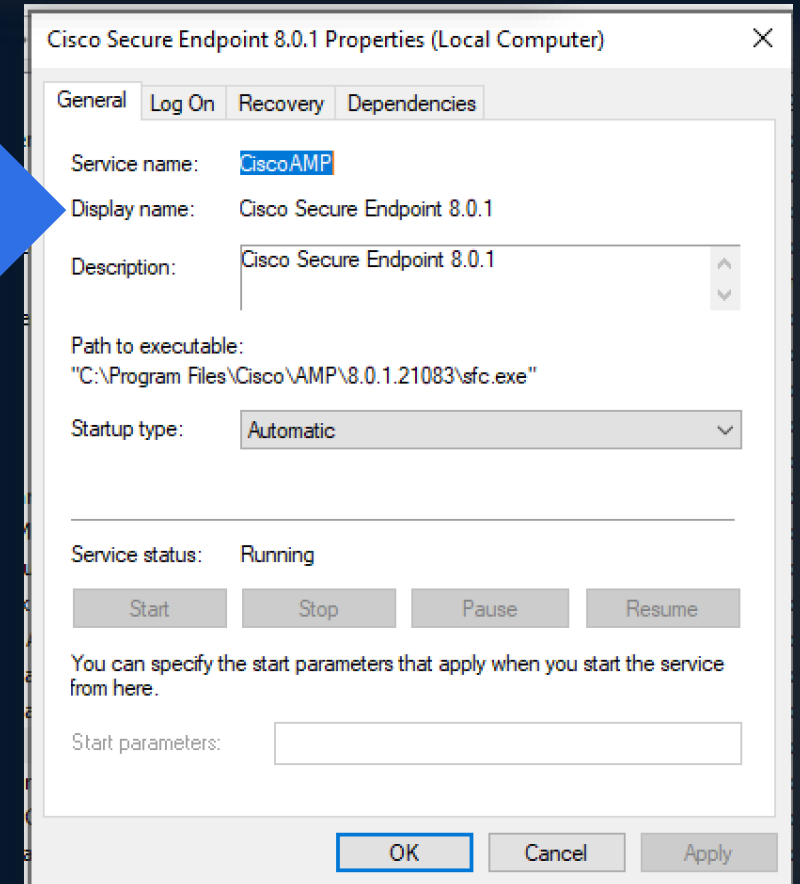 Cisco Secure Endpoint 8.0.1 Properties (Local Computer)
General Log On Recovery Dependencies
Service name: CiscoAMP
Display name: Cisco Secure Endpoint 8.0.1
Description: Cisco Secure Endpoint 8.0.1
Path to executable:
"C:\Program Files\Cisco\AMP\8.0.1.21083\sfc.exe"
Startup type: Automatic
Service status: Running
Start Stop Pause Resume
You can specify the start parameters that apply when you start the service
from here.
Start parameters:
OK Cancel Apply